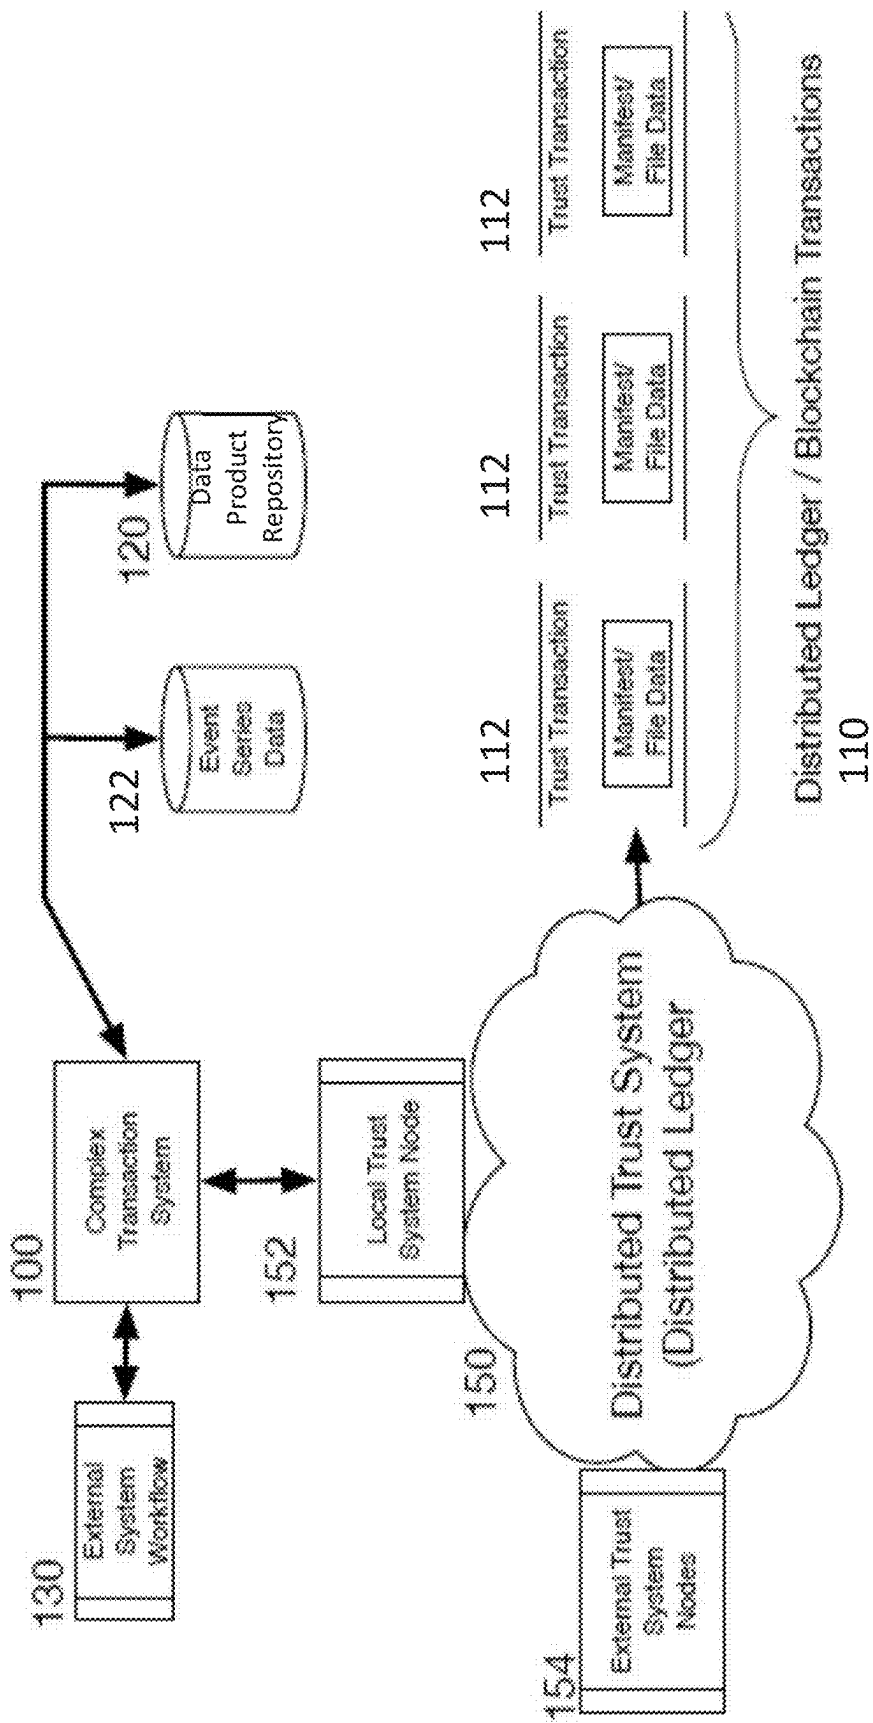 130
External
System
Workflow
100
Complex
Transaction
System
122
Event
Series
Data
120
Data
Product
Repository
152
Local Trust
System Node
154
External Trust
System
Nodes
150
Distributed Trust System
(Distributed Ledger
112
Trust Transaction
Manifest/
File Data
112
Trust Transaction
Manifest/
File Data
112
Trust Transaction
Manifest/
File Data
Distributed Ledger / Blockchain Transactions
110